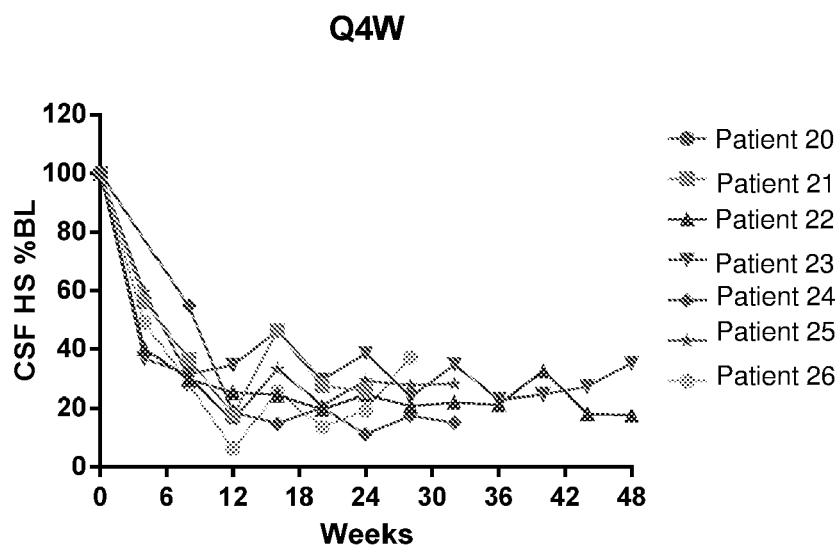 Q4W
120
100
80
60
40
20
0
CSF HS %BL
0 6 12 18 24 30 36 42 48
Weeks
Patient 20
Patient 21
Patient 22
Patient 23
Patient 24
Patient 25
Patient 26